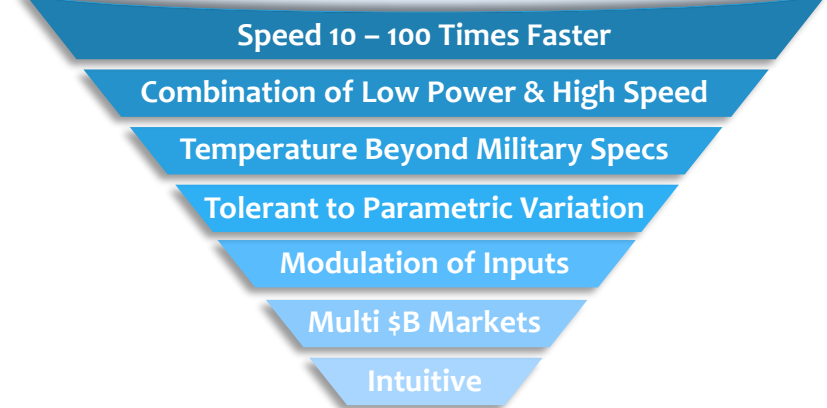 Speed 10 – 100 Times Faster
Combination of Low Power & High Speed
Temperature Beyond Military Specs
Tolerant to Parametric Variation
Modulation of Inputs
Multi $B Markets
Intuitive